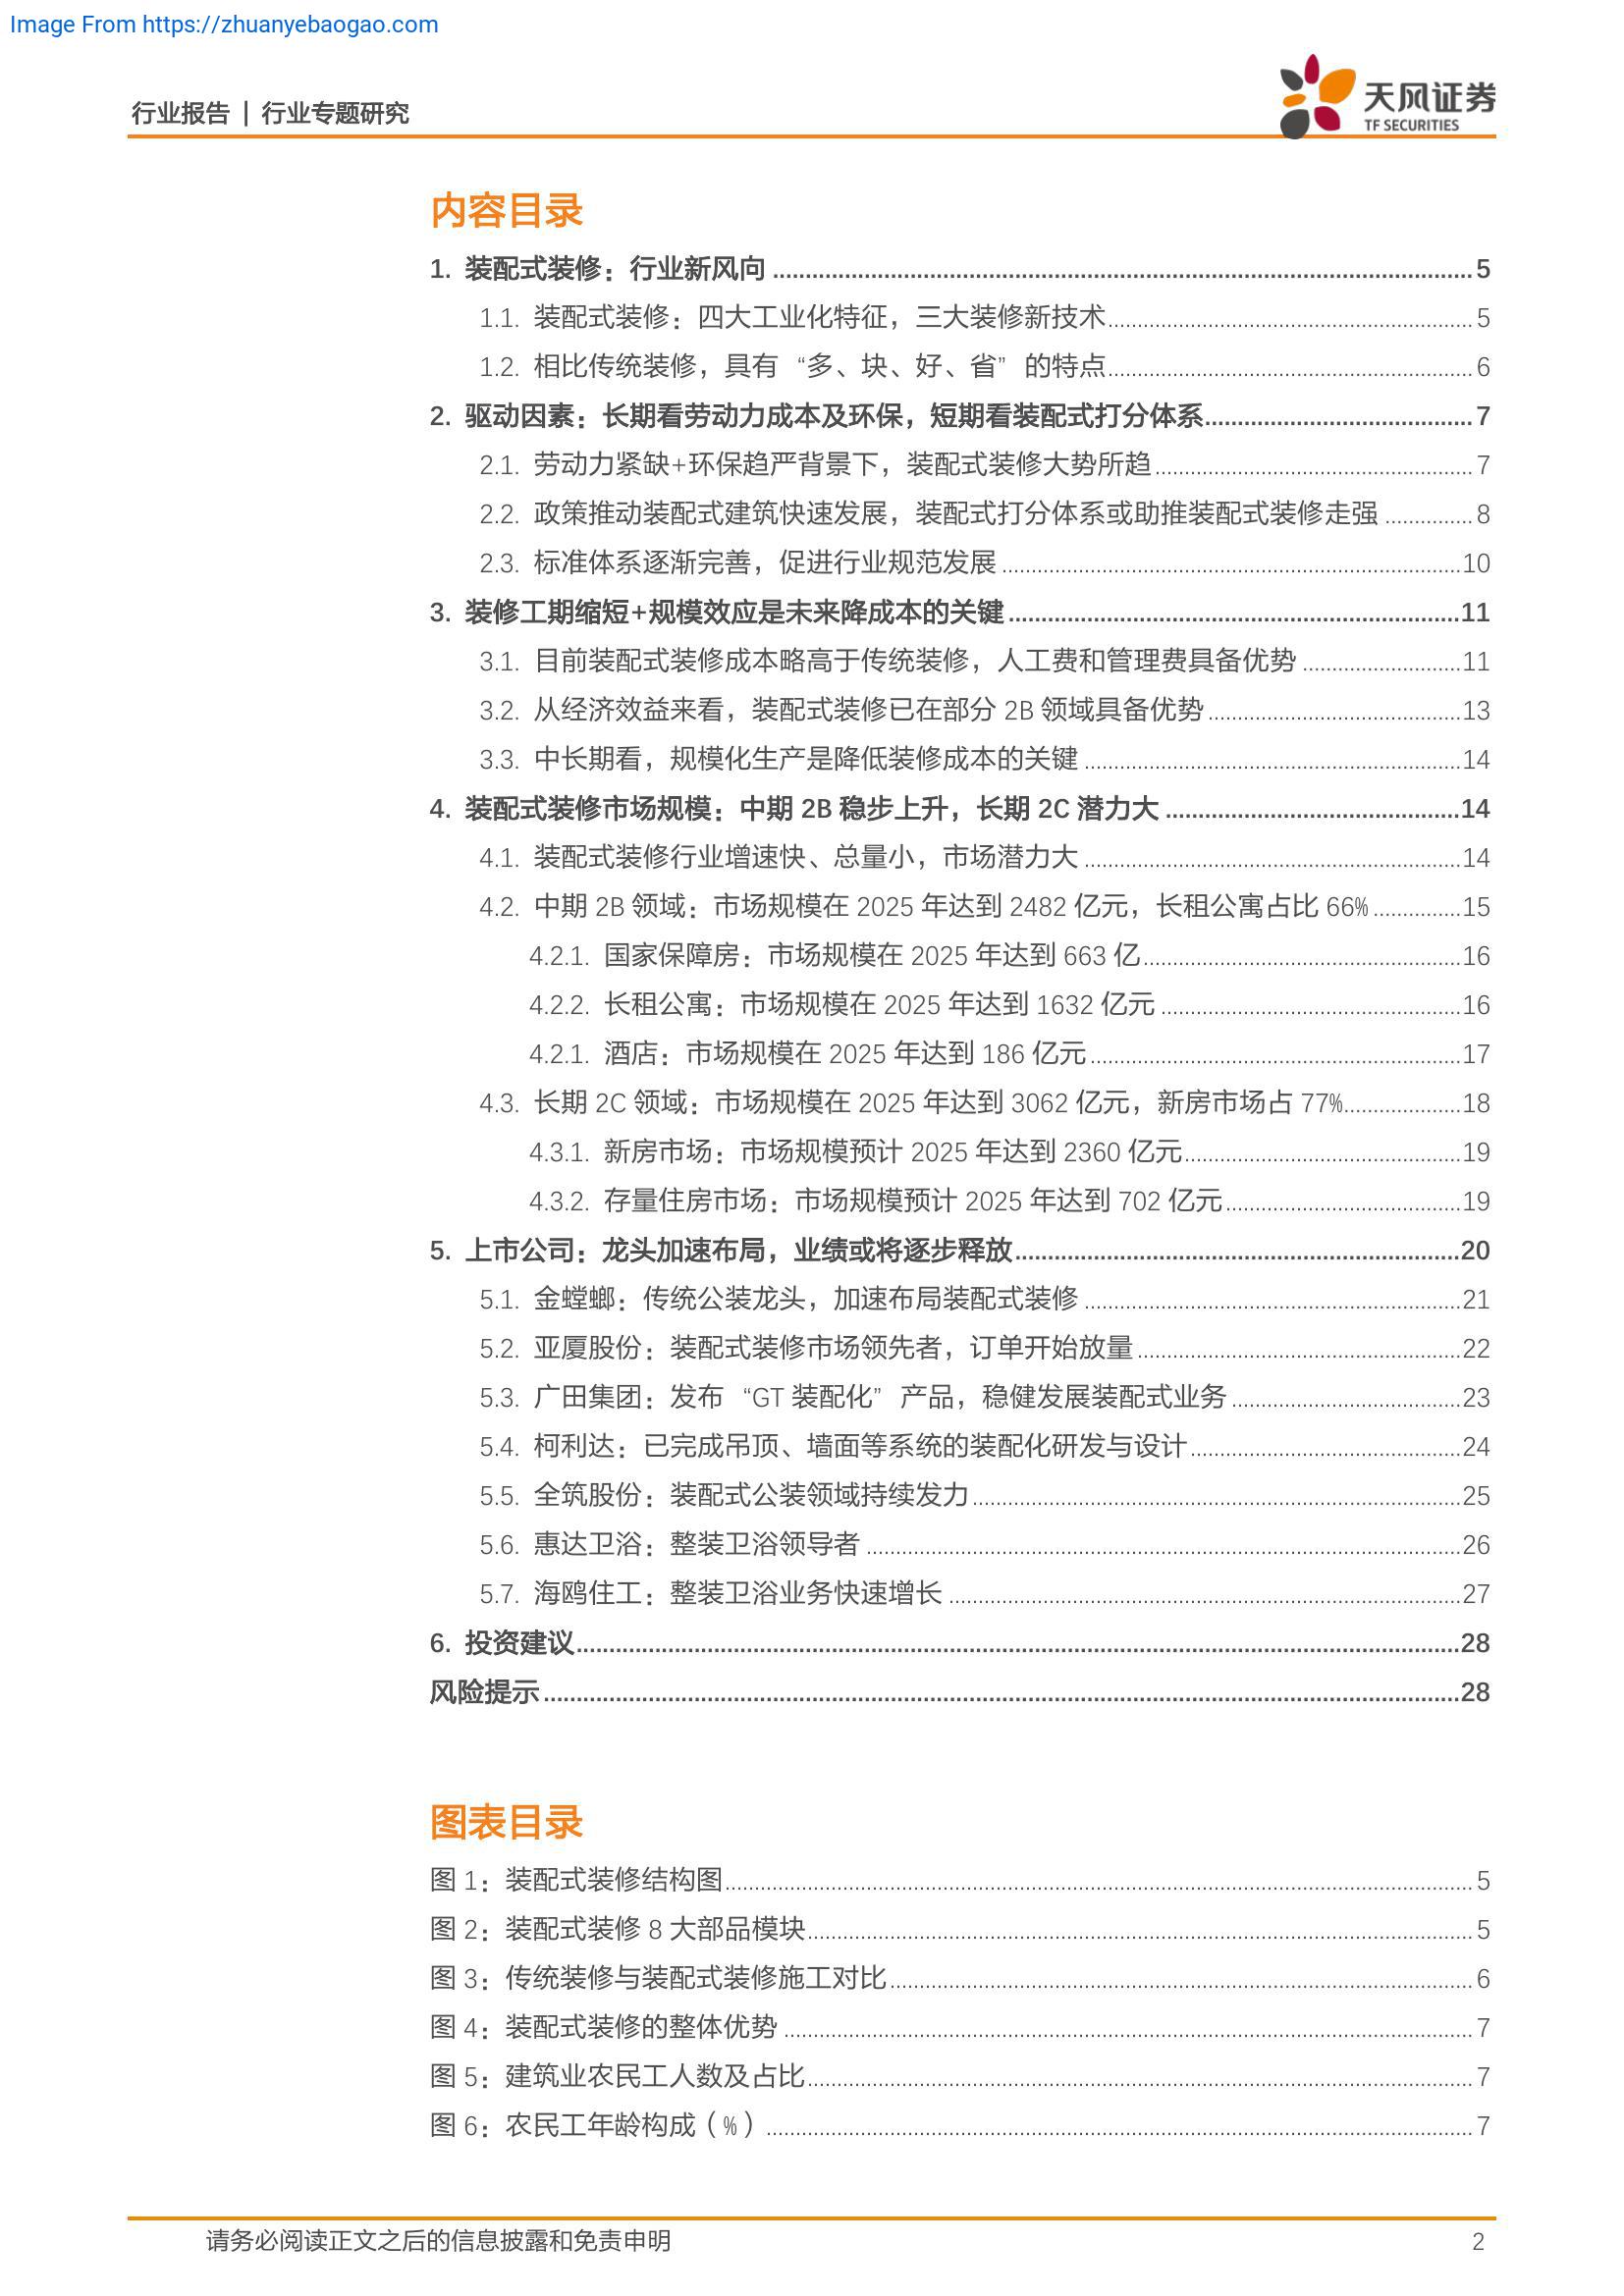 Image From https://zhuanyebaogao.com
行业报告 | 行业专题研究
天风证券
TF SECURITIES
内容目录
1. 装配式装修：行业新风向 5
1.1. 装配式装修：四大工业化特征，三大装修新技术 5
1.2. 相比传统装修，具有 “多、块、好、省” 的特点 6
2. 驱动因素：长期看劳动力成本及环保，短期看装配式打分体系 7
2.1. 劳动力紧缺+环保趋严背景下，装配式装修大势所趋 7
2.2. 政策推动装配式建筑快速发展，装配式打分体系或助推装配式装修走强 8
2.3. 标准体系逐渐完善，促进行业规范发展 10
3. 装修工期缩短+规模效应是未来降成本的关键 11
3.1. 目前装配式装修成本略高于传统装修，人工费和管理费具备优势 11
3.2. 从经济效益来看，装配式装修已在部分 2B 领域具备优势 13
3.3. 中长期看，规模化生产是降低装修成本的关键 14
4. 装配式装修市场规模：中期 2B 稳步上升，长期 2C 潜力大 14
4.1. 装配式装修行业增速快、总量小，市场潜力大 14
4.2. 中期 2B 领域：市场规模在 2025 年达到 2482 亿元，长租公寓占比 66% 15
4.2.1. 国家保障房：市场规模在 2025 年达到 663 亿 16
4.2.2. 长租公寓：市场规模在 2025 年达到 1632 亿元 16
4.2.1. 酒店：市场规模在 2025 年达到 186 亿元 17
4.3. 长期 2C 领域：市场规模在 2025 年达到 3062 亿元，新房市场占 77% 18
4.3.1. 新房市场：市场规模预计 2025 年达到 2360 亿元 19
4.3.2. 存量住房市场：市场规模预计 2025 年达到 702 亿元 19
5. 上市公司：龙头加速布局，业绩或将逐步释放 20
5.1. 金螳螂：传统公装龙头，加速布局装配式装修 21
5.2. 亚厦股份：装配式装修市场领先者，订单开始放量 22
5.3. 广田集团：发布 “GT 装配化” 产品，稳健发展装配式业务 23
5.4. 柯利达：已完成吊顶、墙面等系统的装配化研发与设计 24
5.5. 全筑股份：装配式公装领域持续发力 25
5.6. 惠达卫浴：整装卫浴领导者 26
5.7. 海鸥住工：整装卫浴业务快速增长 27
6. 投资建议 28
风险提示 28
图表目录
图 1：装配式装修结构图 5
图 2：装配式装修 8 大部品模块 5
图 3：传统装修与装配式装修施工对比 6
图 4：装配式装修的整体优势 7
图 5：建筑业农民工人数及占比 7
图 6：农民工年龄构成（%） 7
请务必阅读正文之后的信息披露和免责申明 2